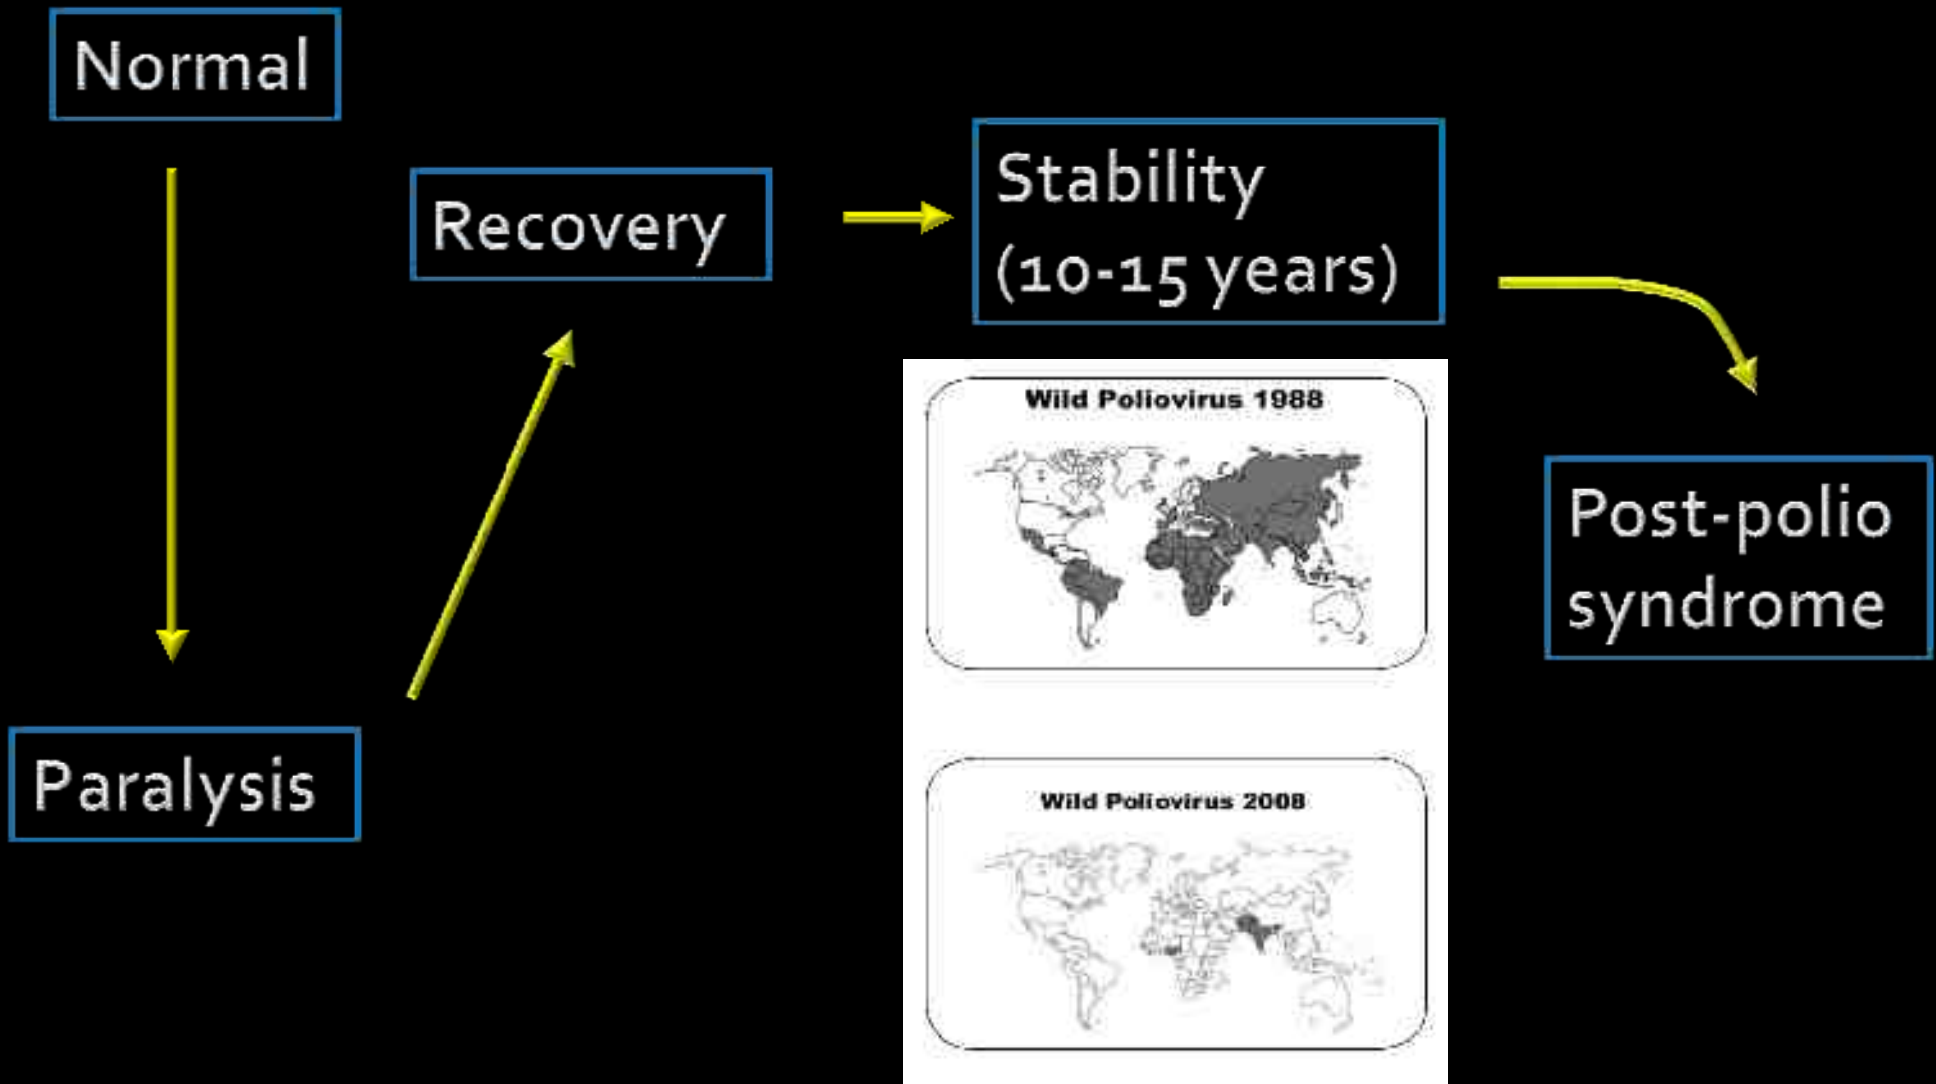 Normal
Recovery
Stability
(10-15 years)
Wild Poliovirus 1988
Post-polio
syndrome
Paralysis
Wild Poliovirus 2008